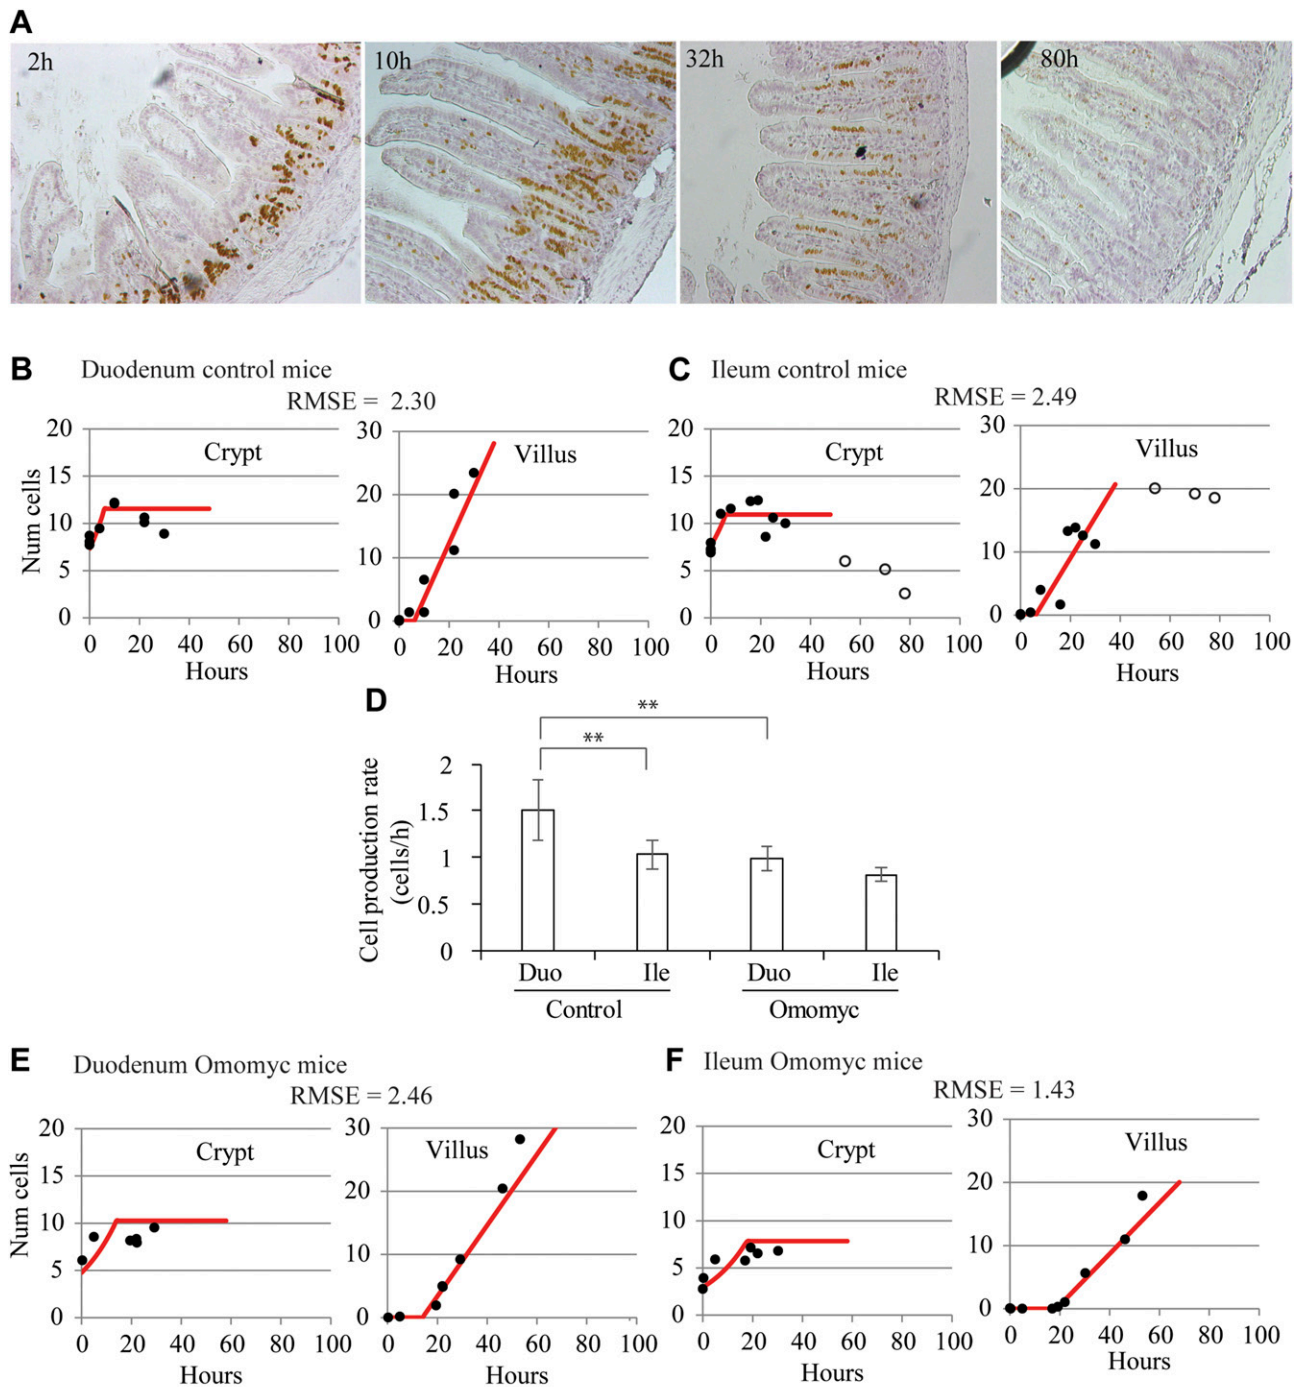 A
2h 10h 32h 80h
B Duodenum control mice
RMSE = 2.30
C Ileum control mice
RMSE = 2.49
Num cells
20
15
10
5
0
Crypt
0 20 40 60 80 100
Hours
30
20
10
0
Villus
0 20 40 60 80 100
Hours
20
15
10
5
0
Crypt
0 20 40 60 80 100
Hours
30
20
10
0
Villus
0 20 40 60 80 100
Hours
D
**
**
Cell production rate
(cells/h)
2
1.5
1
0.5
0
Duo Ile Duo Ile
Control Omomyc
E Duodenum Omomyc mice
RMSE = 2.46
F Ileum Omomyc mice
RMSE = 1.43
Num cells
20
15
10
5
0
Crypt
0 20 40 60 80 100
Hours
30
20
10
0
Villus
0 20 40 60 80 100
Hours
20
15
10
5
0
Crypt
0 20 40 60 80 100
Hours
30
20
10
0
Villus
0 20 40 60 80 100
Hours